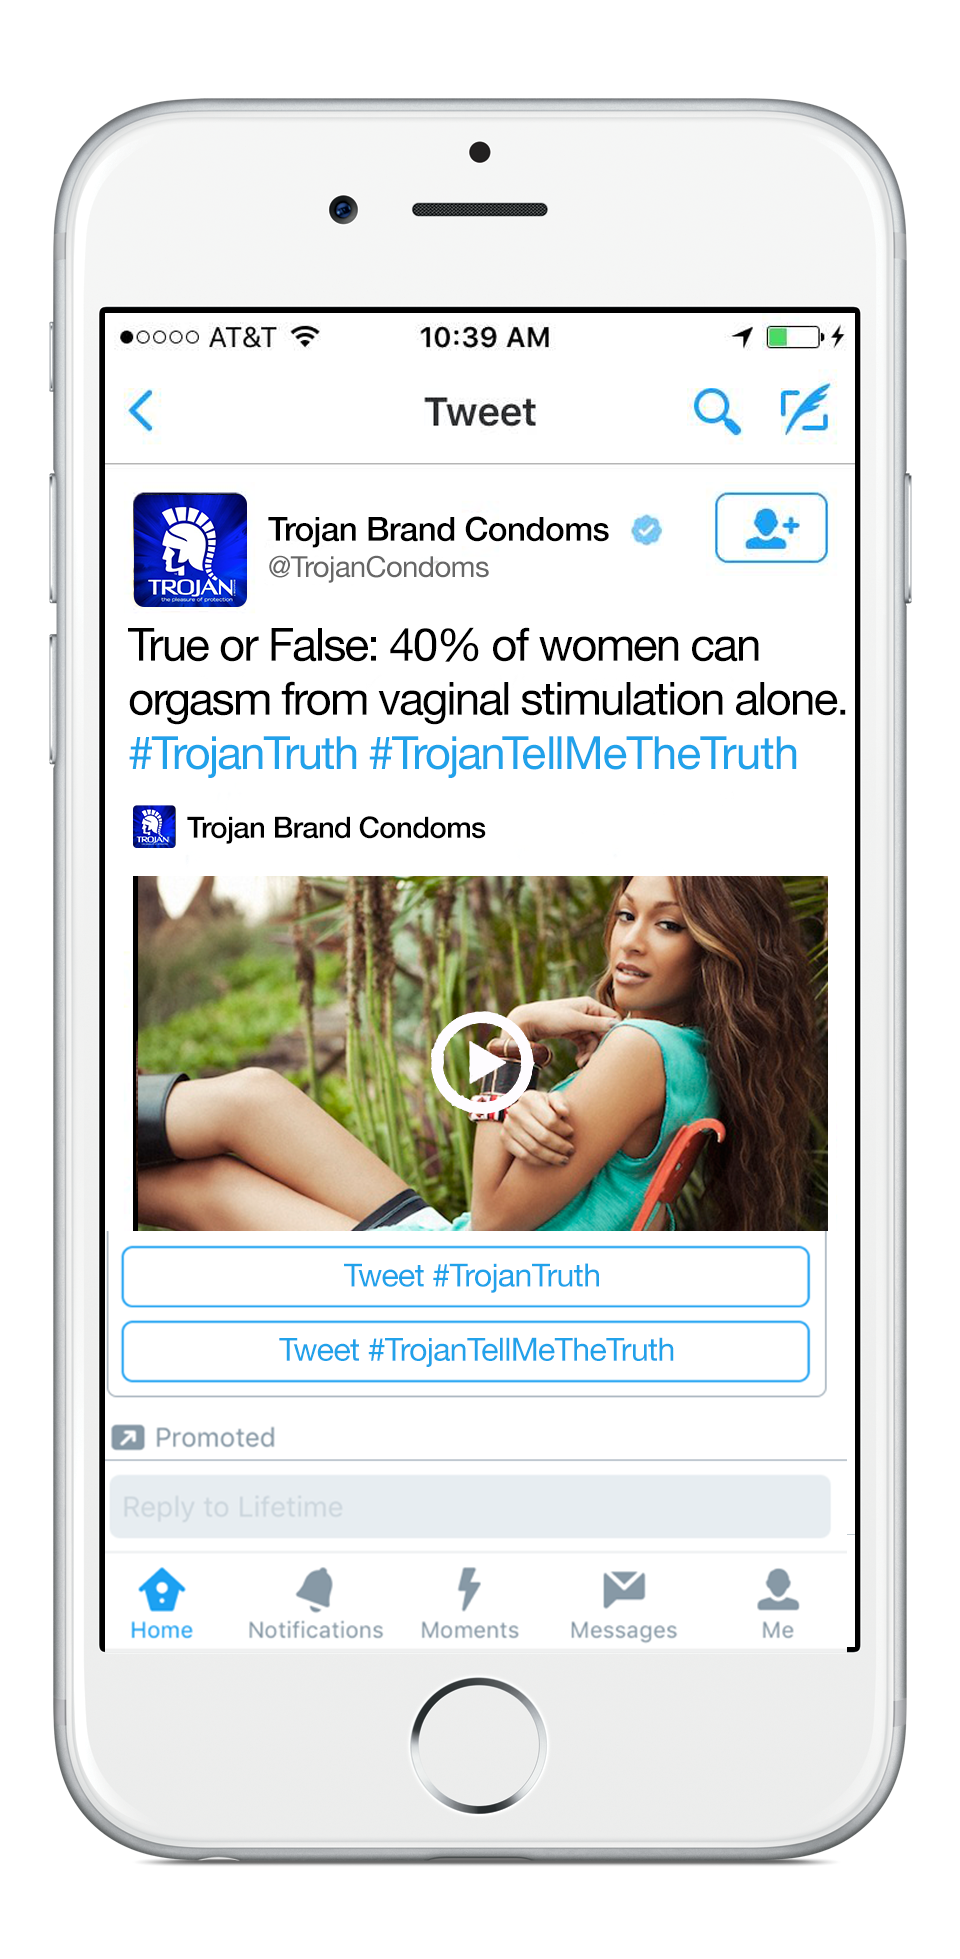 AT&T 10:39 AM
Tweet
TROJAN
the pleasure of protection
Trojan Brand Condoms
@TrojanCondoms
True or False: 40% of women can
orgasm from vaginal stimulation alone.
#TrojanTruth #TrojanTellMeTheTruth
TROJAN
Trojan Brand Condoms
Tweet #TrojanTruth
Tweet #TrojanTellMeTheTruth
Promoted
Reply to Lifetime
Home Notifications Moments Messages Me